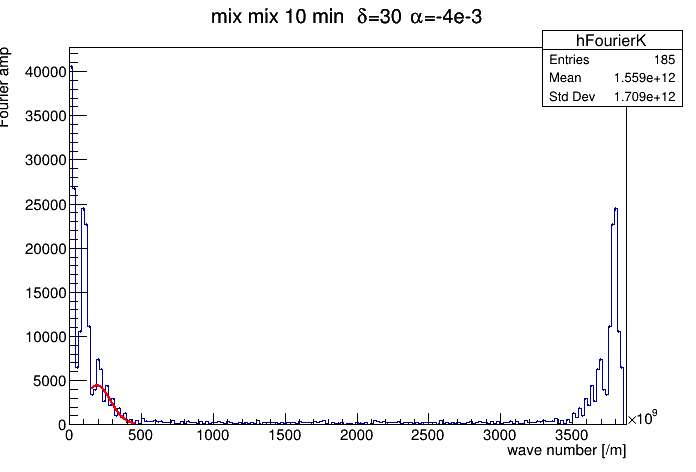 mix mix 10 min δ=30 α=-4e-3
hFourierK
Entries 185
Mean 1.559e+12
Std Dev 1.709e+12
Fourier amp
40000
35000
30000
25000
20000
15000
10000
5000
0
0 500 1000 1500 2000 2500 3000 3500
×10⁹
wave number [/m]